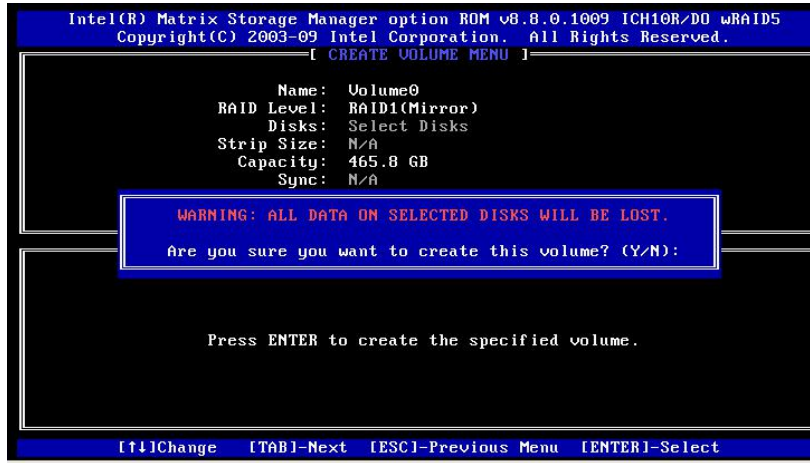 Intel(R) Matrix Storage Manager option ROM v8.8.0.1009 ICH10R/DO wRAID5
Copyright(C) 2003-09 Intel Corporation. All Rights Reserved.
[ CREATE VOLUME MENU ]
Name: Volume0
RAID Level: RAID1(Mirror)
Disks: Select Disks
Strip Size: N/A
Capacity: 465.8 GB
Sync: N/A
WARNING: ALL DATA ON SELECTED DISKS WILL BE LOST.
Are you sure you want to create this volume? (Y/N):
Press ENTER to create the specified volume.
[↑↓]Change [TAB]-Next [ESC]-Previous Menu [ENTER]-Select